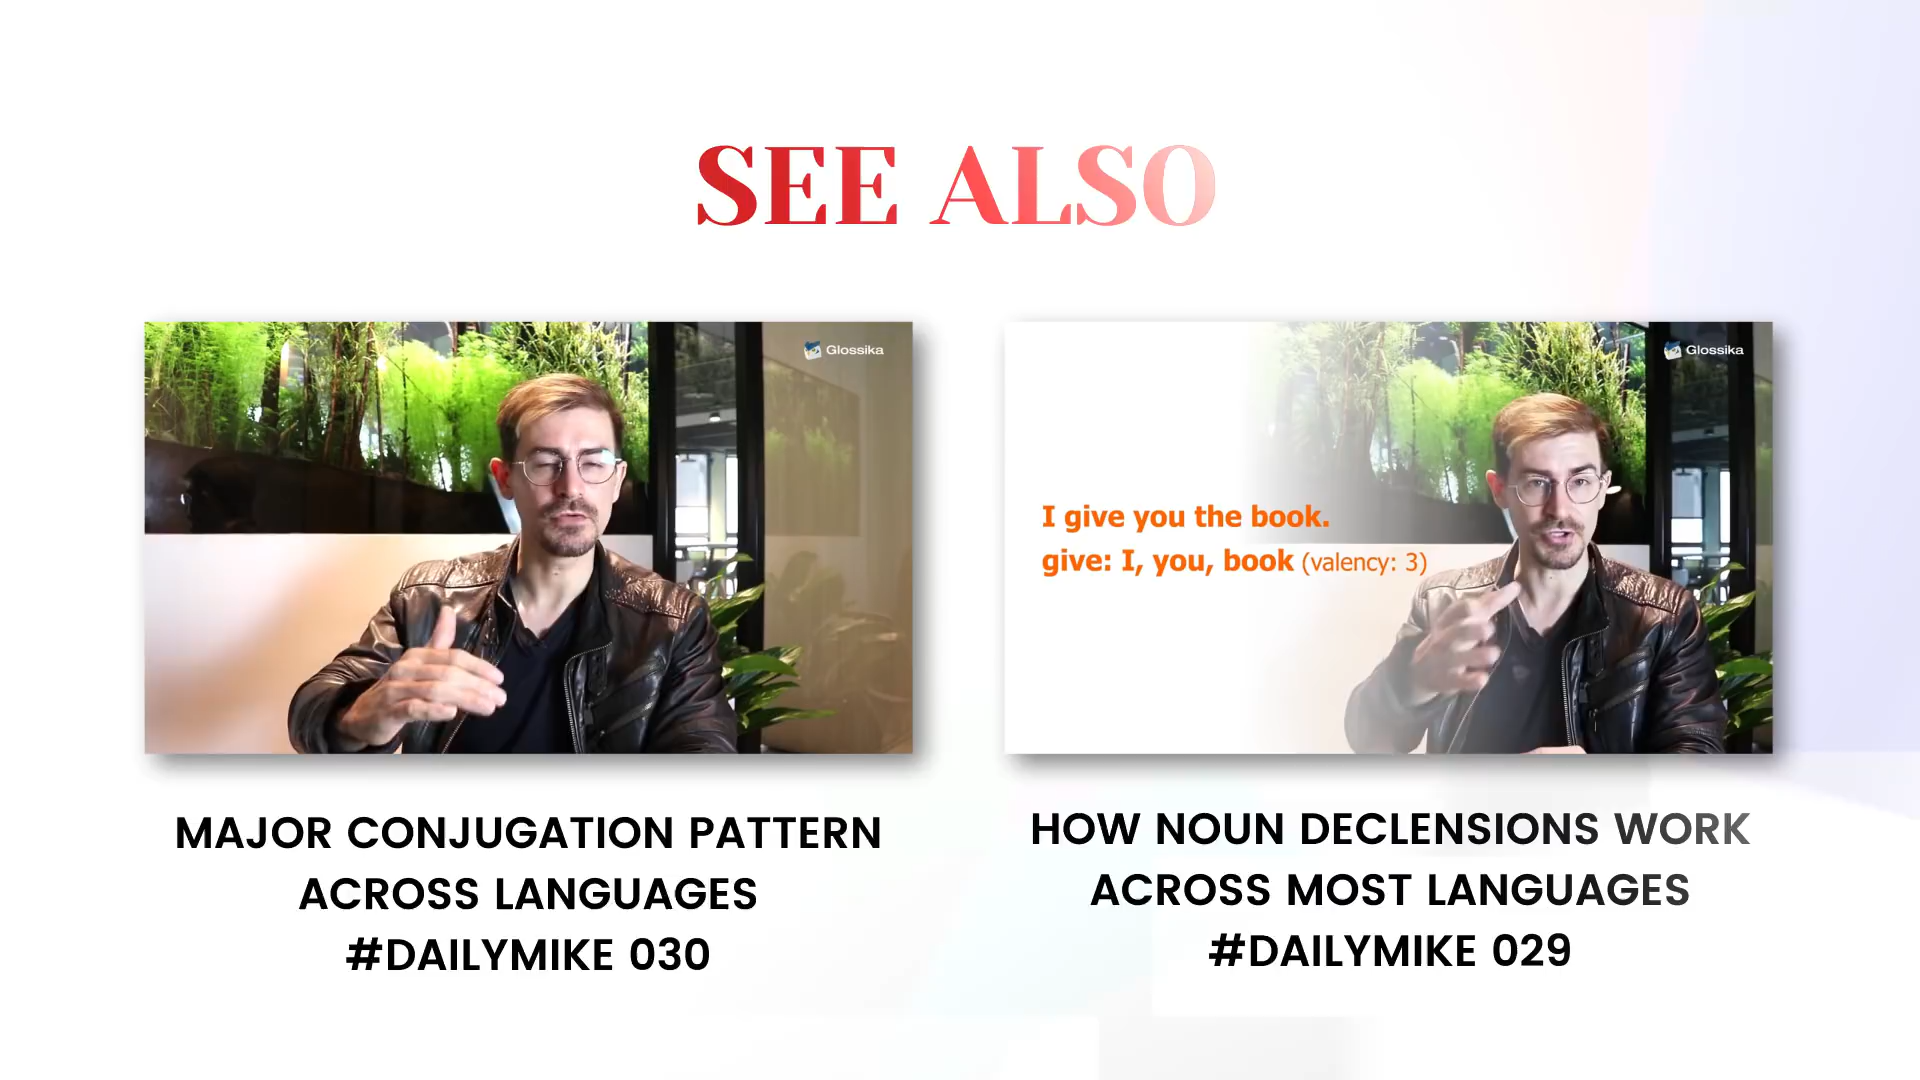 SEE ALSO
Glossika
MAJOR CONJUGATION PATTERN
ACROSS LANGUAGES
#DAILYMIKE 030
Glossika
I give you the book.
give: I, you, book (valency: 3)
HOW NOUN DECLENSIONS WORK
ACROSS MOST LANGUAGES
#DAILYMIKE 029